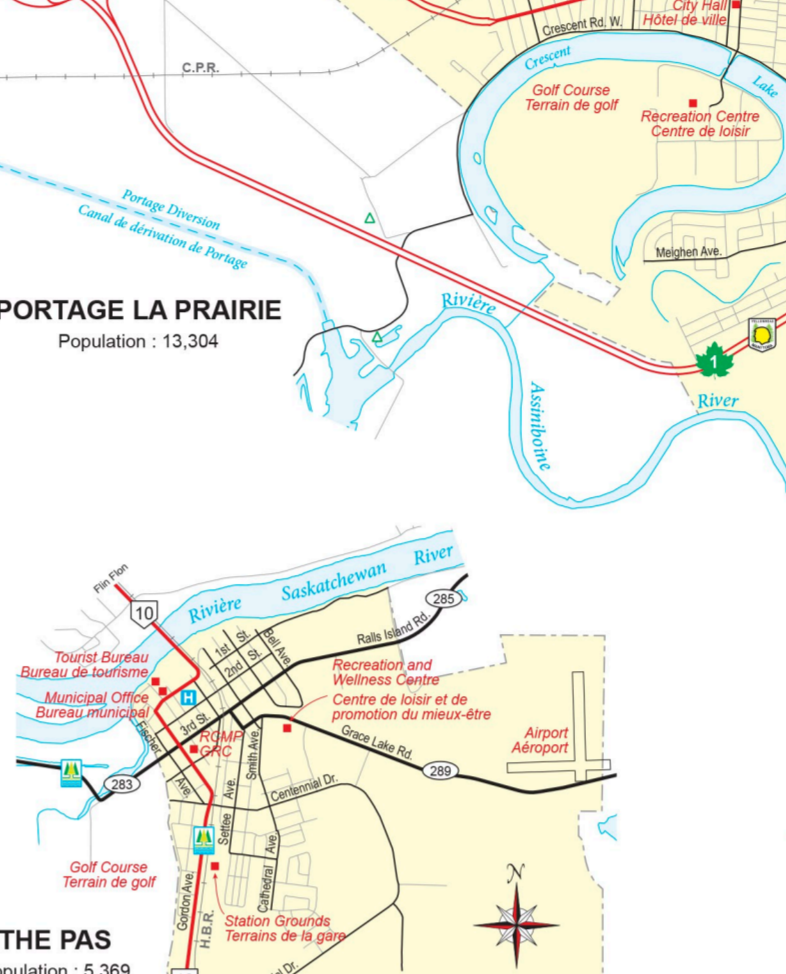 City Hall
Hôtel de ville
Crescent Rd. W.
Crescent
Lake
C.P.R.
Golf Course
Terrain de golf
Recreation Centre
Centre de loisir
Portage Diversion
Canal de dérivation de Portage
Meighen Ave.
PORTAGE LA PRAIRIE
Population : 13,304
Rivière
Assiniboine
River
1
Flin Flon
10
Rivière Saskatchewan River
285
Ralls Island Rd.
1st St.
2nd St.
Bell Ave.
Tourist Bureau
Bureau de tourisme
Municipal Office
Bureau municipal
H
3rd St.
Fischer Ave.
RCMP
GRC
Recreation and
Wellness Centre
Centre de loisir et de
promotion du mieux-être
Smith Ave.
Grace Lake Rd.
289
Airport
Aéroport
283
Settee Ave.
Centennial Dr.
Cathedral Ave.
Golf Course
Terrain de golf
Gordon Ave.
H.B.R.
Station Grounds
Terrains de la gare
N
THE PAS
opulation : 5,369
Dr.